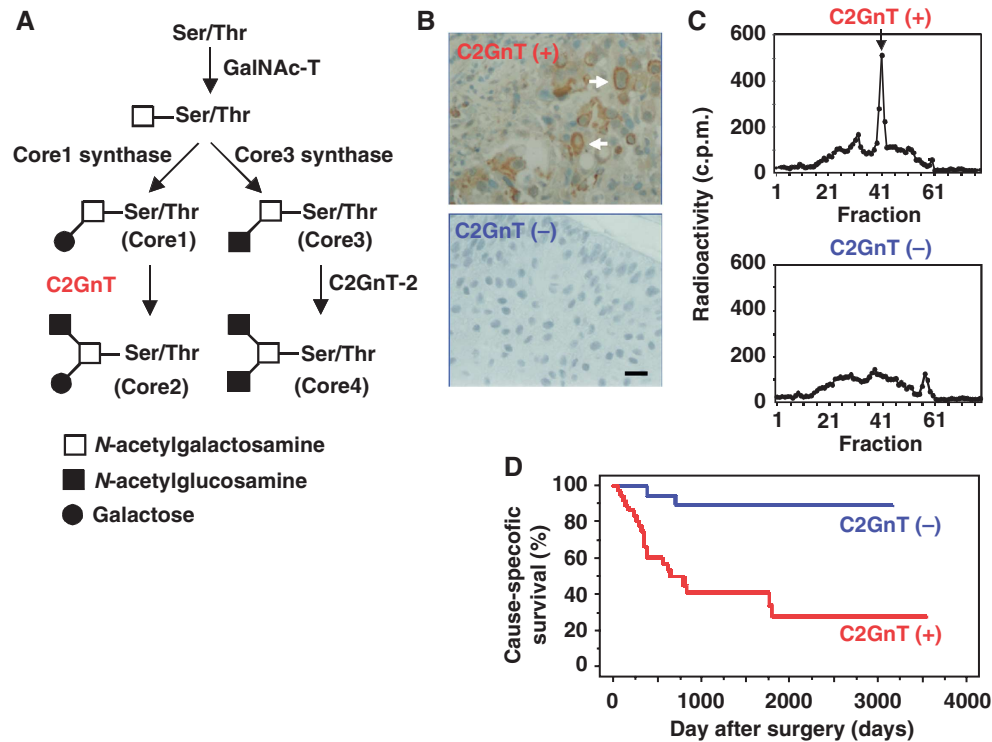 A
Ser/Thr
GalNAc-T
Ser/Thr
Core1 synthase
Core3 synthase
Ser/Thr
(Core1)
Ser/Thr
(Core3)
C2GnT
C2GnT-2
Ser/Thr
(Core2)
Ser/Thr
(Core4)
N-acetylgalactosamine
N-acetylglucosamine
Galactose
B
C2GnT (+)
C2GnT (–)
C
C2GnT (+)
Radioactivity (c.p.m.)
600
400
200
0
1 21 41 61
Fraction
C2GnT (–)
600
400
200
0
1 21 41 61
Fraction
D
Cause-specofic
survival (%)
100
80
60
40
20
0
C2GnT (–)
C2GnT (+)
0 1000 2000 3000 4000
Day after surgery (days)